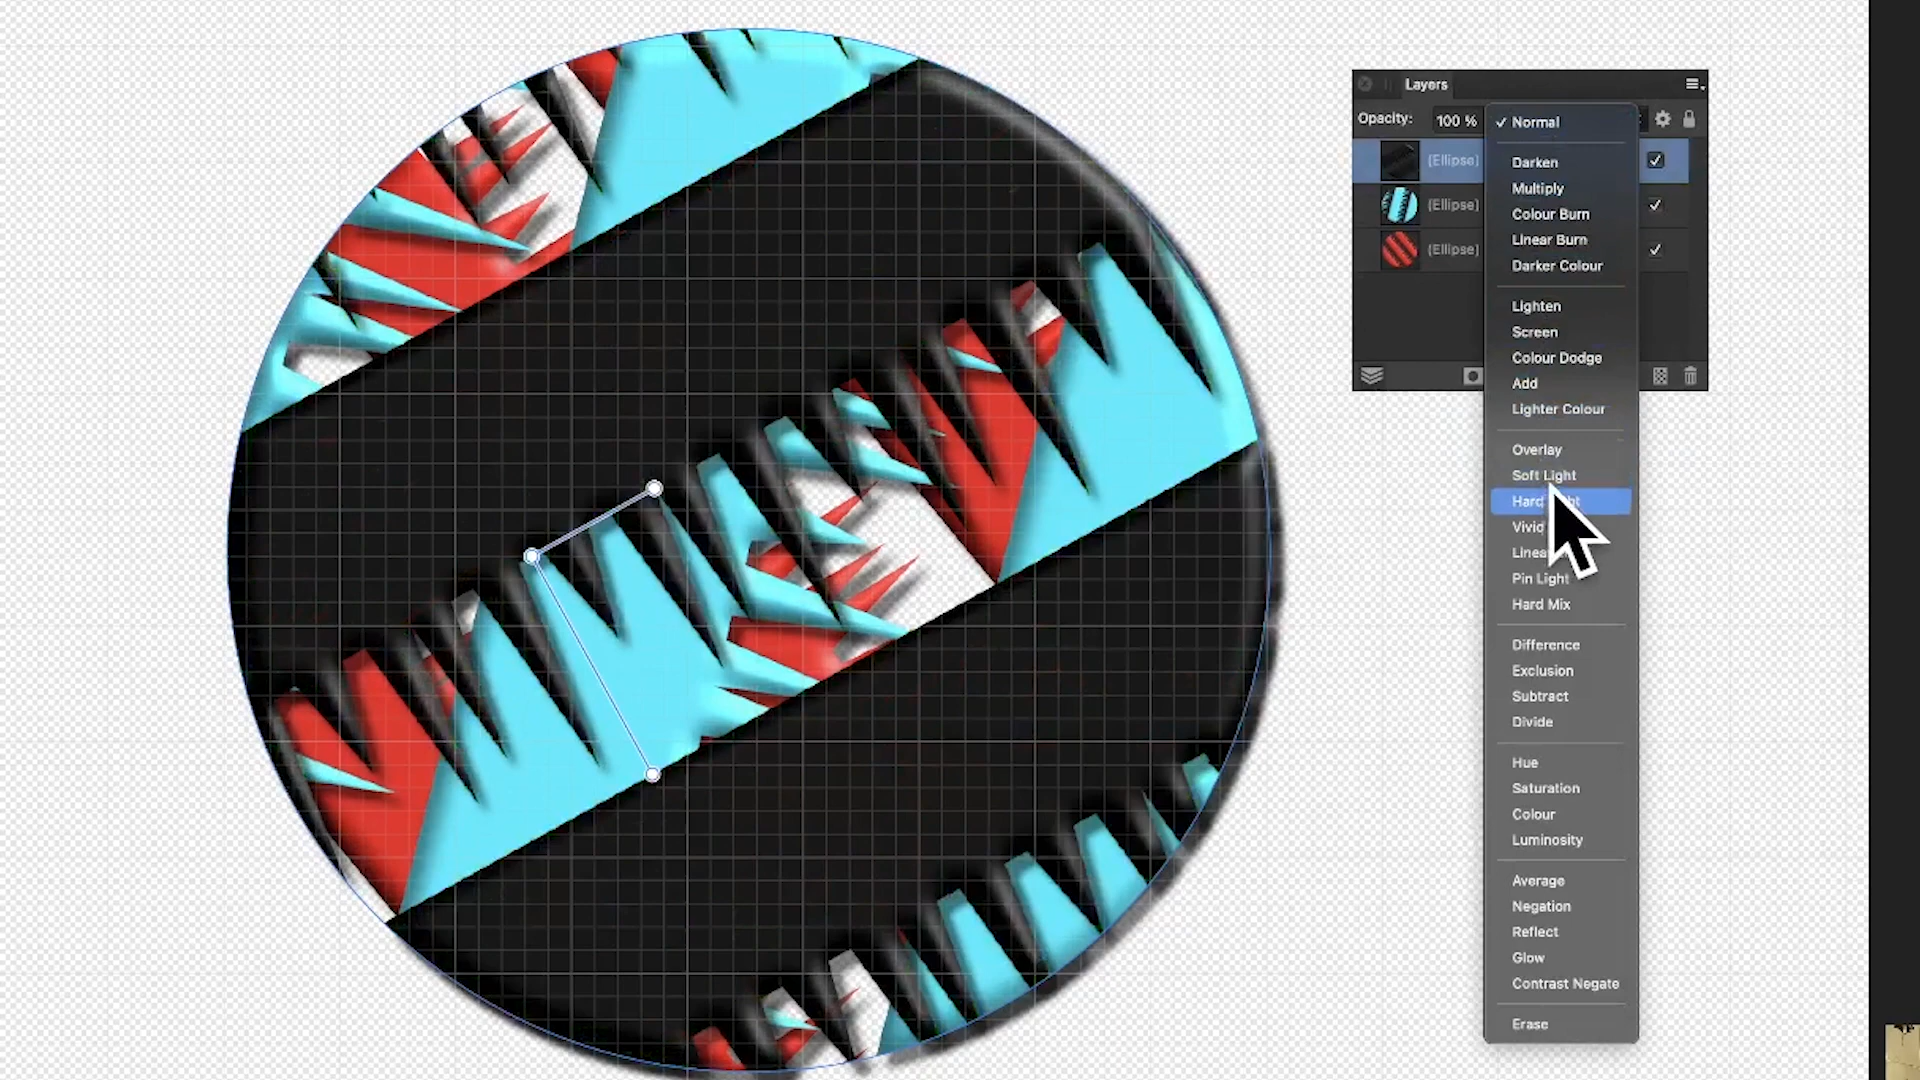 Layers
Opacity: 100 %
(Ellipse)
(Ellipse)
(Ellipse)
✓ Normal
Darken
Multiply
Colour Burn
Linear Burn
Darker Colour
Lighten
Screen
Colour Dodge
Add
Lighter Colour
Overlay
Soft Light
Hard
Vivid
Pin Light
Hard Mix
Difference
Exclusion
Subtract
Divide
Hue
Saturation
Colour
Luminosity
Average
Negation
Reflect
Glow
Contrast Negate
Erase